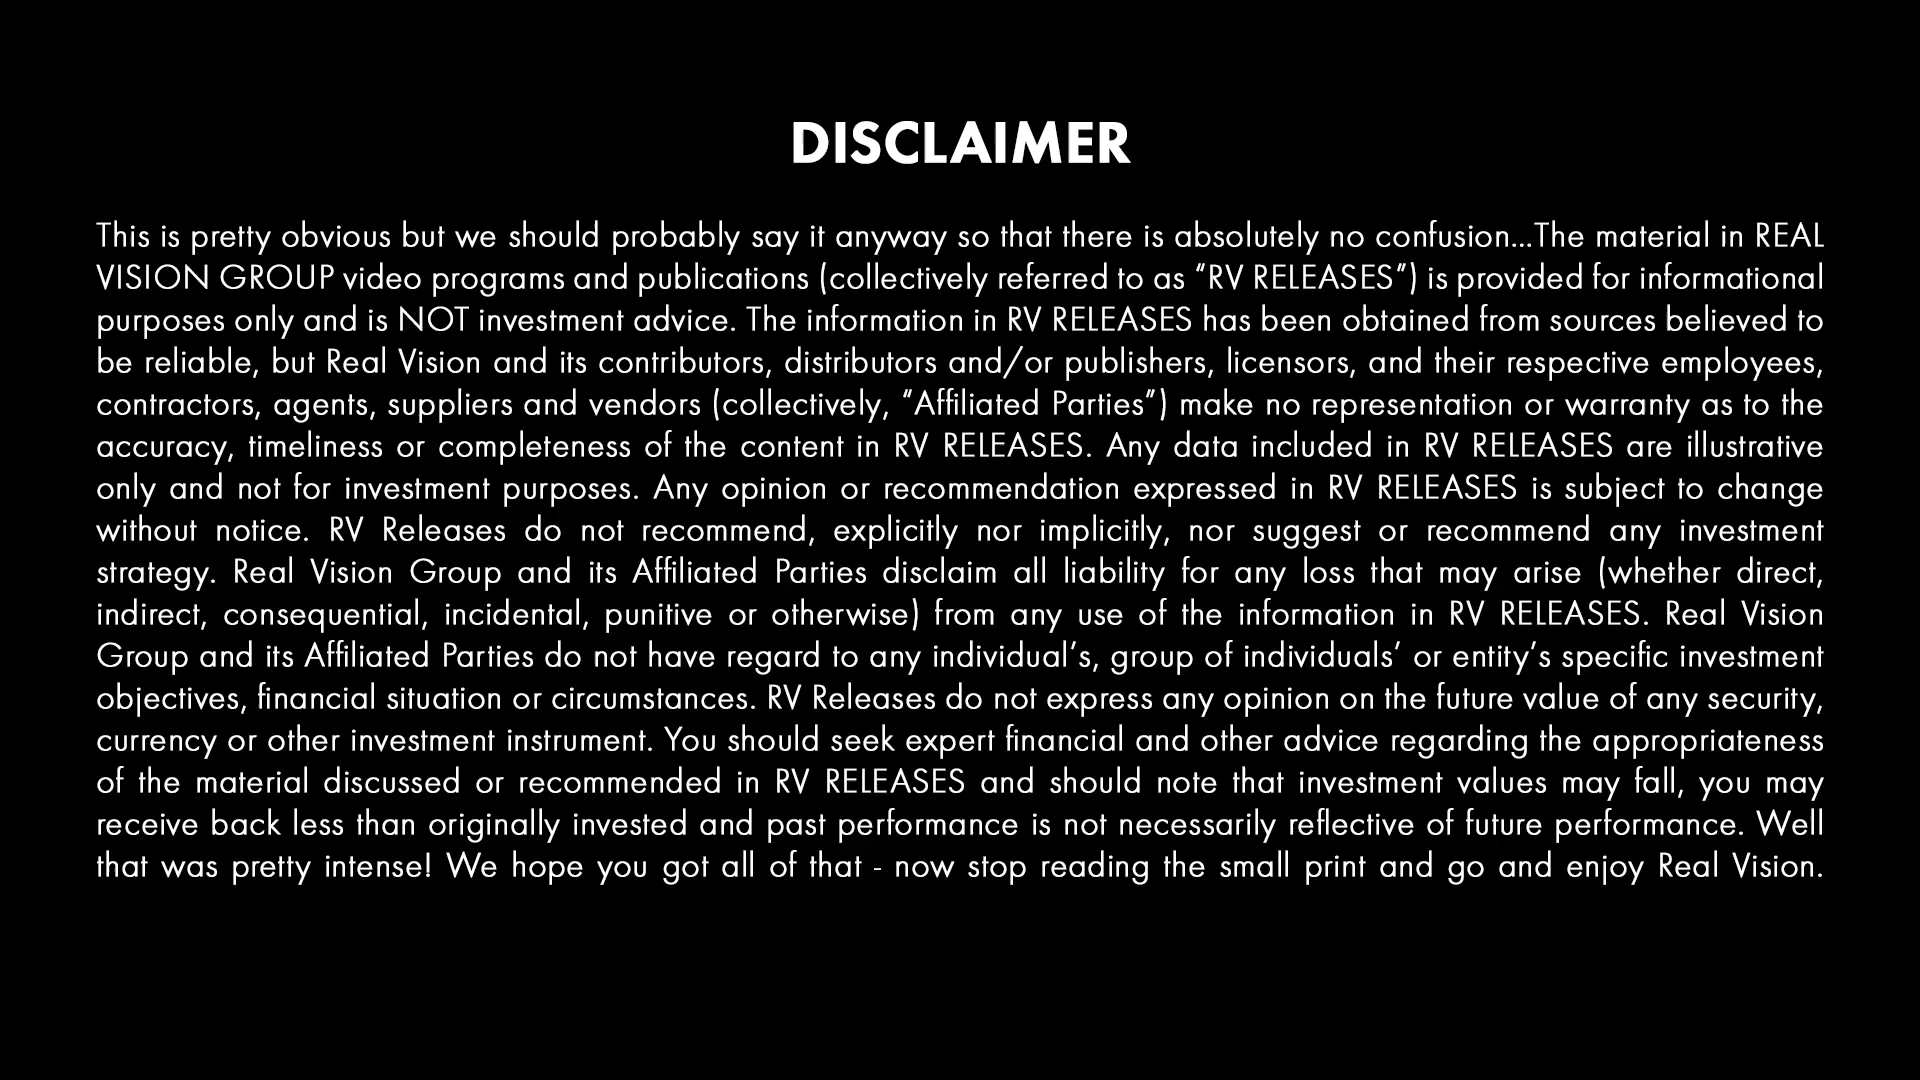 DISCLAIMER
This is pretty obvious but we should probably say it anyway so that there is absolutely no confusion...The material in REAL
VISION GROUP video programs and publications (collectively referred to as “RV RELEASES”) is provided for informational
purposes only and is NOT investment advice. The information in RV RELEASES has been obtained from sources believed to
be reliable, but Real Vision and its contributors, distributors and/or publishers, licensors, and their respective employees,
contractors, agents, suppliers and vendors (collectively, “Affiliated Parties”) make no representation or warranty as to the
accuracy, timeliness or completeness of the content in RV RELEASES. Any data included in RV RELEASES are illustrative
only and not for investment purposes. Any opinion or recommendation expressed in RV RELEASES is subject to change
without notice. RV Releases do not recommend, explicitly nor implicitly, nor suggest or recommend any investment
strategy. Real Vision Group and its Affiliated Parties disclaim all liability for any loss that may arise (whether direct,
indirect, consequential, incidental, punitive or otherwise) from any use of the information in RV RELEASES. Real Vision
Group and its Affiliated Parties do not have regard to any individual’s, group of individuals’ or entity’s specific investment
objectives, financial situation or circumstances. RV Releases do not express any opinion on the future value of any security,
currency or other investment instrument. You should seek expert financial and other advice regarding the appropriateness
of the material discussed or recommended in RV RELEASES and should note that investment values may fall, you may
receive back less than originally invested and past performance is not necessarily reflective of future performance. Well
that was pretty intense! We hope you got all of that - now stop reading the small print and go and enjoy Real Vision.